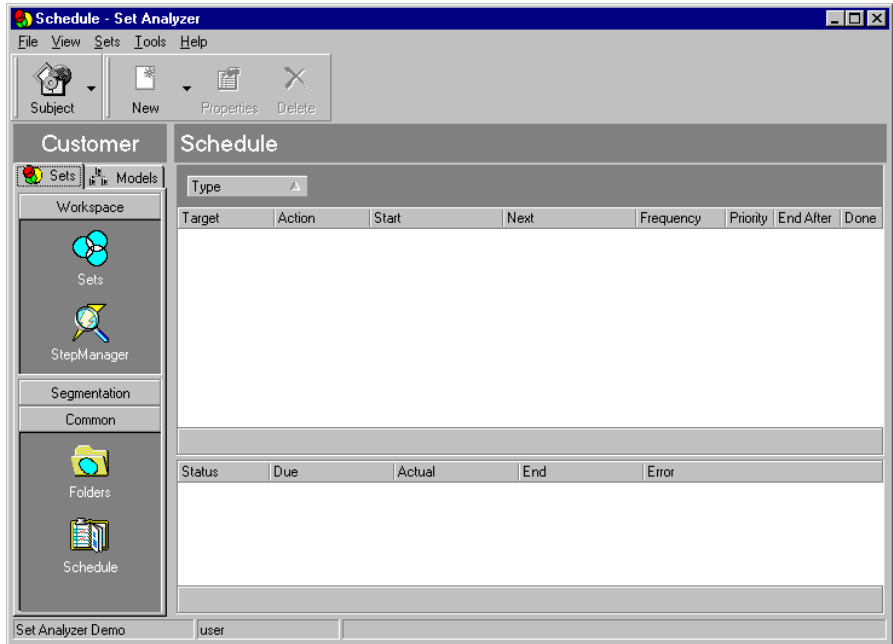 Schedule - Set Analyzer
File View Sets Tools Help
Subject New Properties Delete
Customer Schedule
Sets Models
Type
Workspace
Target Action Start Next Frequency Priority End After Done
Sets
StepManager
Segmentation
Common
Status Due Actual End Error
Folders
Schedule
Set Analyzer Demo user